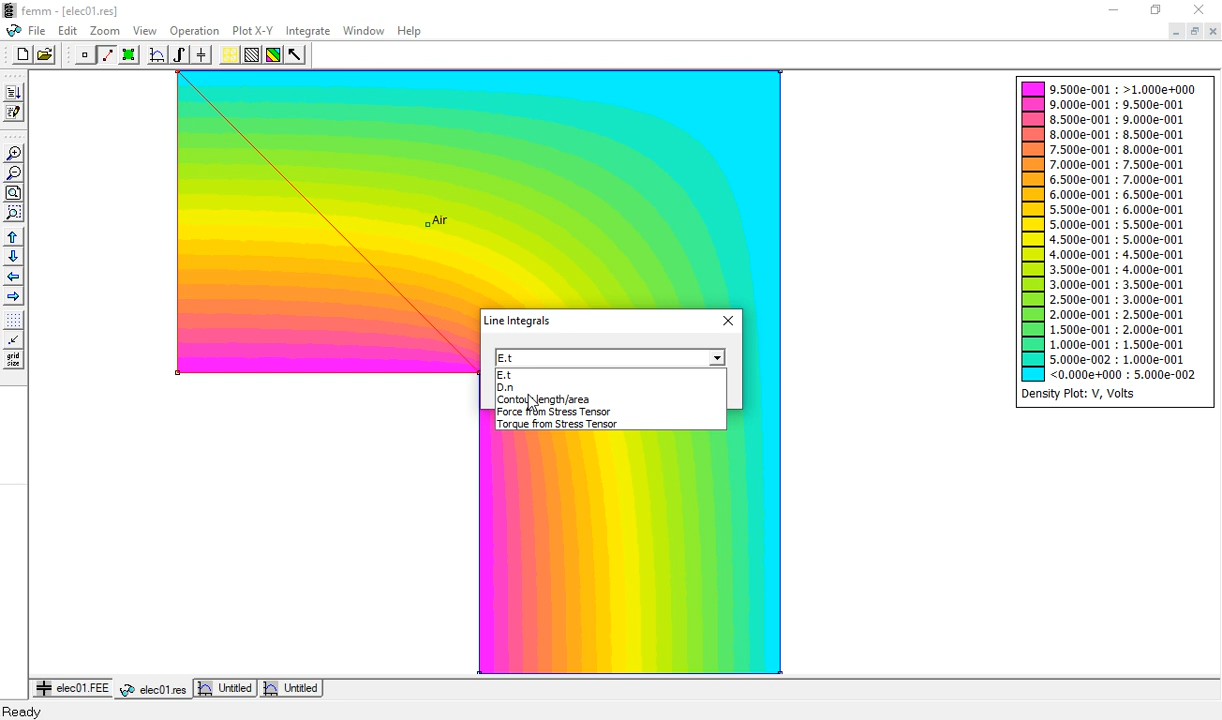 femm - [elec01.res]
File Edit Zoom View Operation Plot X-Y Integrate Window Help
grid
size
Air
Line Integrals
E.t
E.t
D.n
Contour length/area
Force from Stress Tensor
Torque from Stress Tensor
9.500e-001 : >1.000e+000
9.000e-001 : 9.500e-001
8.500e-001 : 9.000e-001
8.000e-001 : 8.500e-001
7.500e-001 : 8.000e-001
7.000e-001 : 7.500e-001
6.500e-001 : 7.000e-001
6.000e-001 : 6.500e-001
5.500e-001 : 6.000e-001
5.000e-001 : 5.500e-001
4.500e-001 : 5.000e-001
4.000e-001 : 4.500e-001
3.500e-001 : 4.000e-001
3.000e-001 : 3.500e-001
2.500e-001 : 3.000e-001
2.000e-001 : 2.500e-001
1.500e-001 : 2.000e-001
1.000e-001 : 1.500e-001
5.000e-002 : 1.000e-001
<0.000e+000 : 5.000e-002
Density Plot: V, Volts
elec01.FEE elec01.res Untitled Untitled
Ready